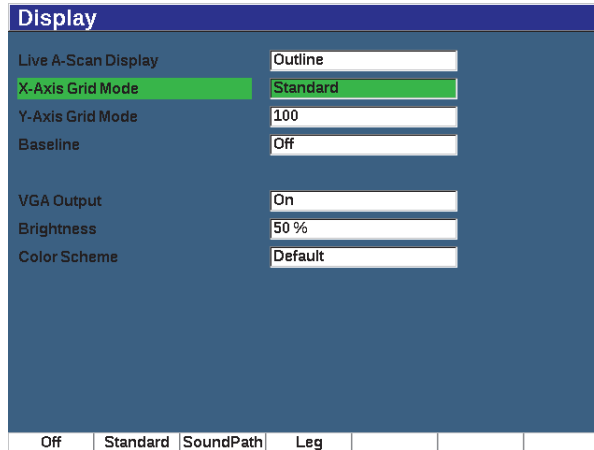 Display
Live A-Scan Display Outline
X-Axis Grid Mode Standard
Y-Axis Grid Mode 100
Baseline Off
VGA Output On
Brightness 50 %
Color Scheme Default
Off Standard SoundPath Leg